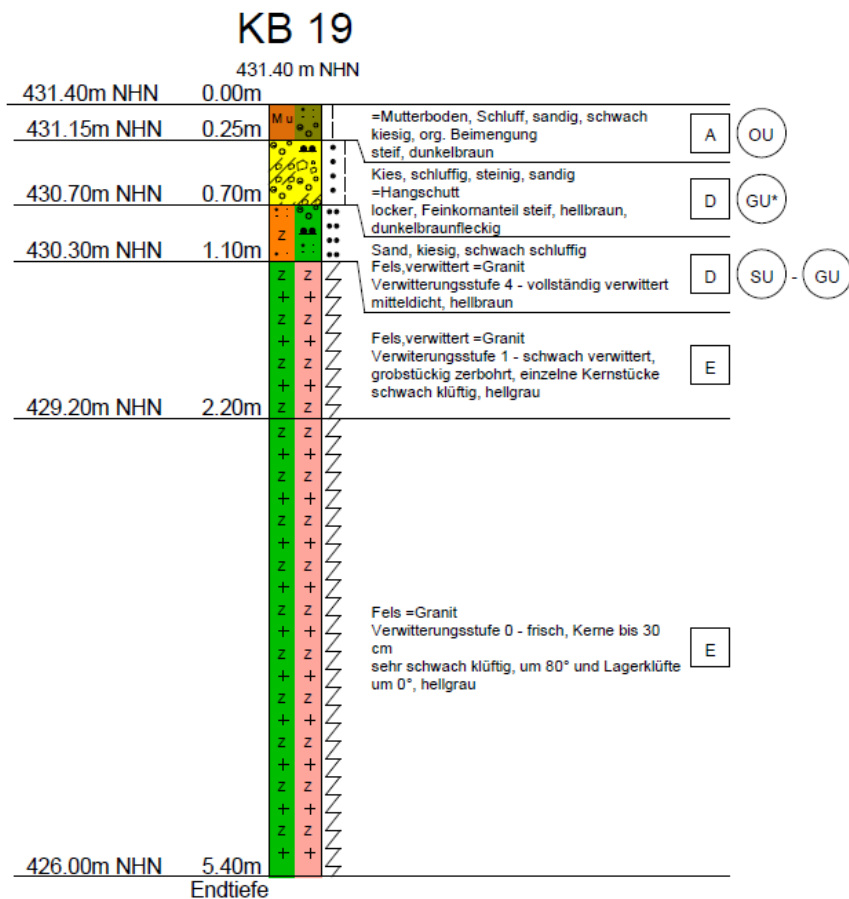 KB 19
431.40 m NHN
431.40m NHN 0.00m
Mu
=Mutterboden, Schluff, sandig, schwach
kiesig, org. Beimengung
steif, dunkelbraun
A OU
431.15m NHN 0.25m
Kies, schluffig, steinig, sandig
=Hangschutt
locker, Feinkornanteil steif, hellbraun,
dunkelbraunfleckig
D GU*
430.70m NHN 0.70m
Z
Sand, kiesig, schwach schluffig
Fels,verwittert =Granit
Verwitterungsstufe 4 - vollständig verwittert
mitteldicht, hellbraun
D SU - GU
430.30m NHN 1.10m
Z Z
+ +
Z Z
+ +
Z Z
+ +
Z Z
Fels,verwittert =Granit
Verwiterungsstufe 1 - schwach verwittert,
grobstückig zerbohrt, einzelne Kernstücke
schwach klüftig, hellgrau
E
429.20m NHN 2.20m
Z Z
+ +
Z Z
+ +
Z Z
+ +
Z Z
+ +
Z Z
+ +
Z Z
+ +
Z Z
+ +
Z Z
+ +
Z Z
+ +
Z Z
+ +
Fels =Granit
Verwitterungsstufe 0 - frisch, Kerne bis 30
cm
sehr schwach klüftig, um 80° und Lagerklüfte
um 0°, hellgrau
E
426.00m NHN 5.40m
Endtiefe